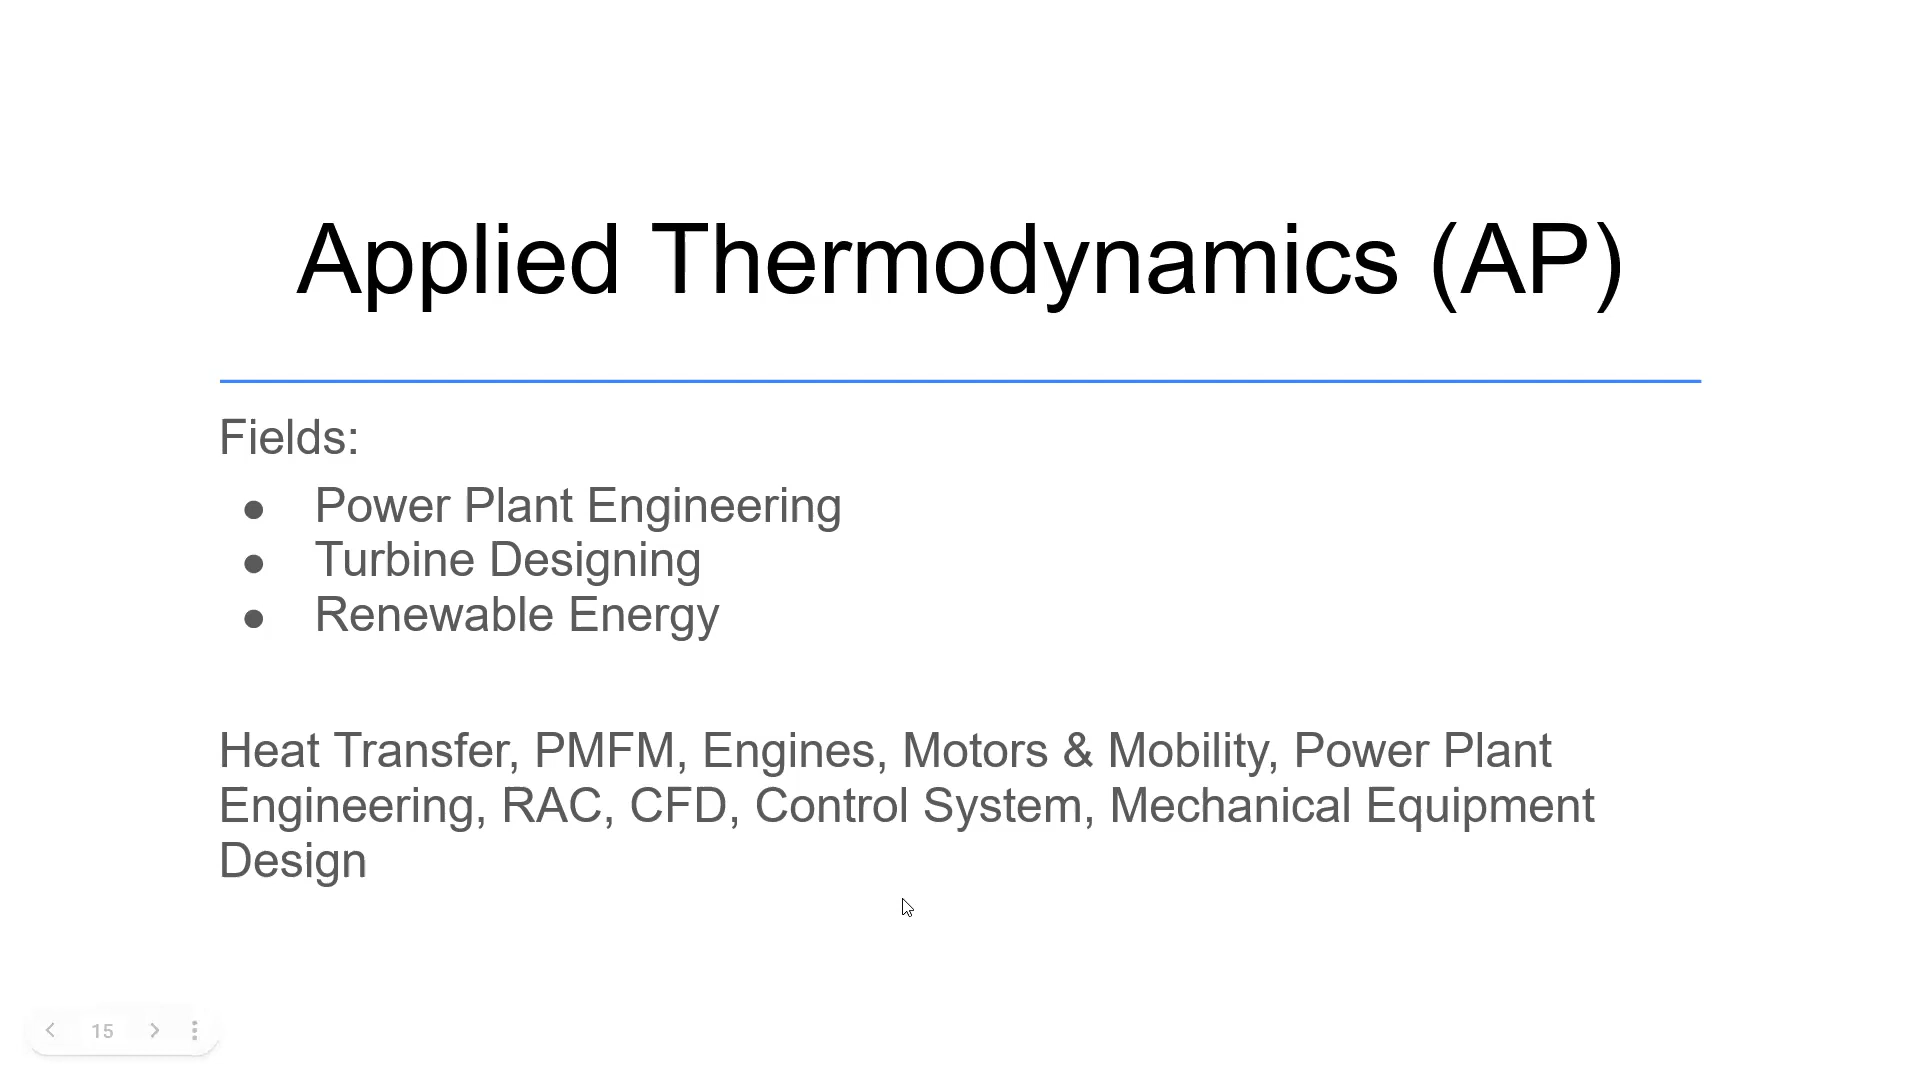 Applied Thermodynamics (AP)
Fields:
● Power Plant Engineering
● Turbine Designing
● Renewable Energy
Heat Transfer, PMFM, Engines, Motors & Mobility, Power Plant
Engineering, RAC, CFD, Control System, Mechanical Equipment
Design
15